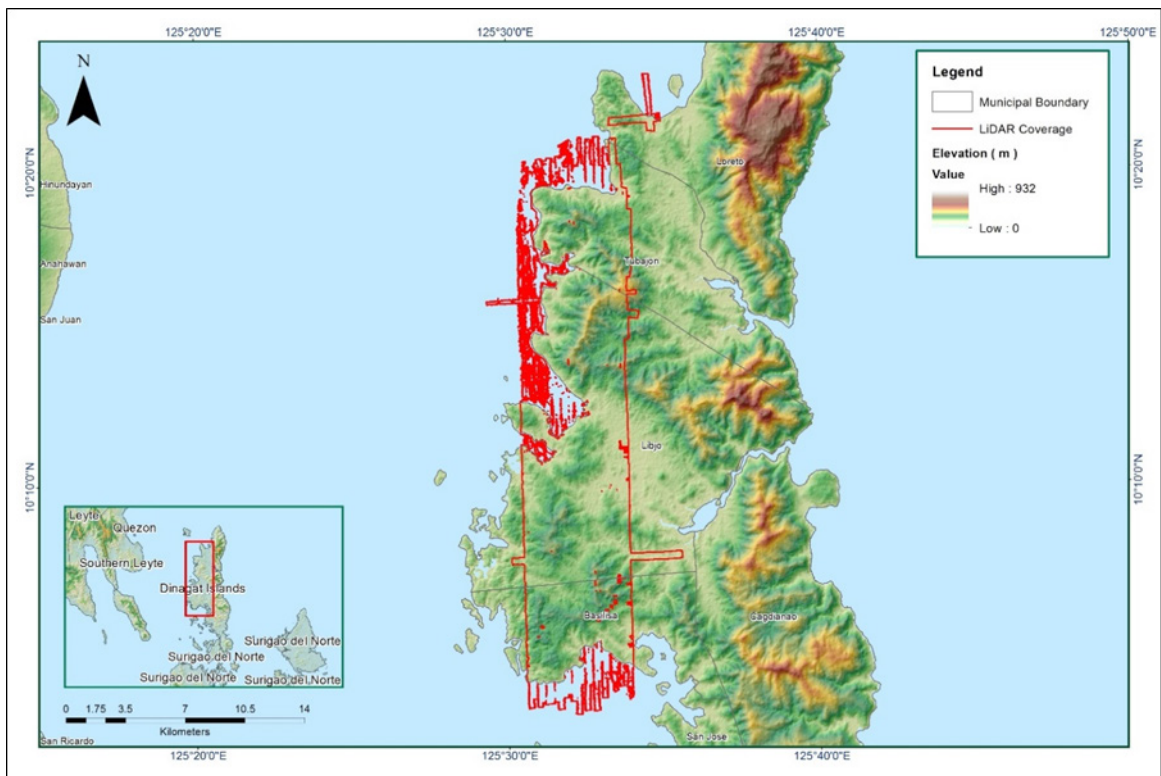 125°20'0"E
125°30'0"E
125°40'0"E
125°50'0"E
N
Legend
Municipal Boundary
LiDAR Coverage
Elevation ( m )
Value
High : 932
Low : 0
Loreto
10°20'0"N
10°20'0"N
Hinundayan
Anahawan
Tubajon
San Juan
Libjo
10°10'0"N
10°10'0"N
Leyte
Quezon
Southern Leyte
Dinagat Islands
Surigao del Norte
Surigao del Norte
Surigao del Norte
Surigao del Norte
Basilisa
Cagdianao
0 1.75 3.5 7 10.5 14
Kilometers
San Jose
San Ricardo
125°20'0"E
125°30'0"E
125°40'0"E